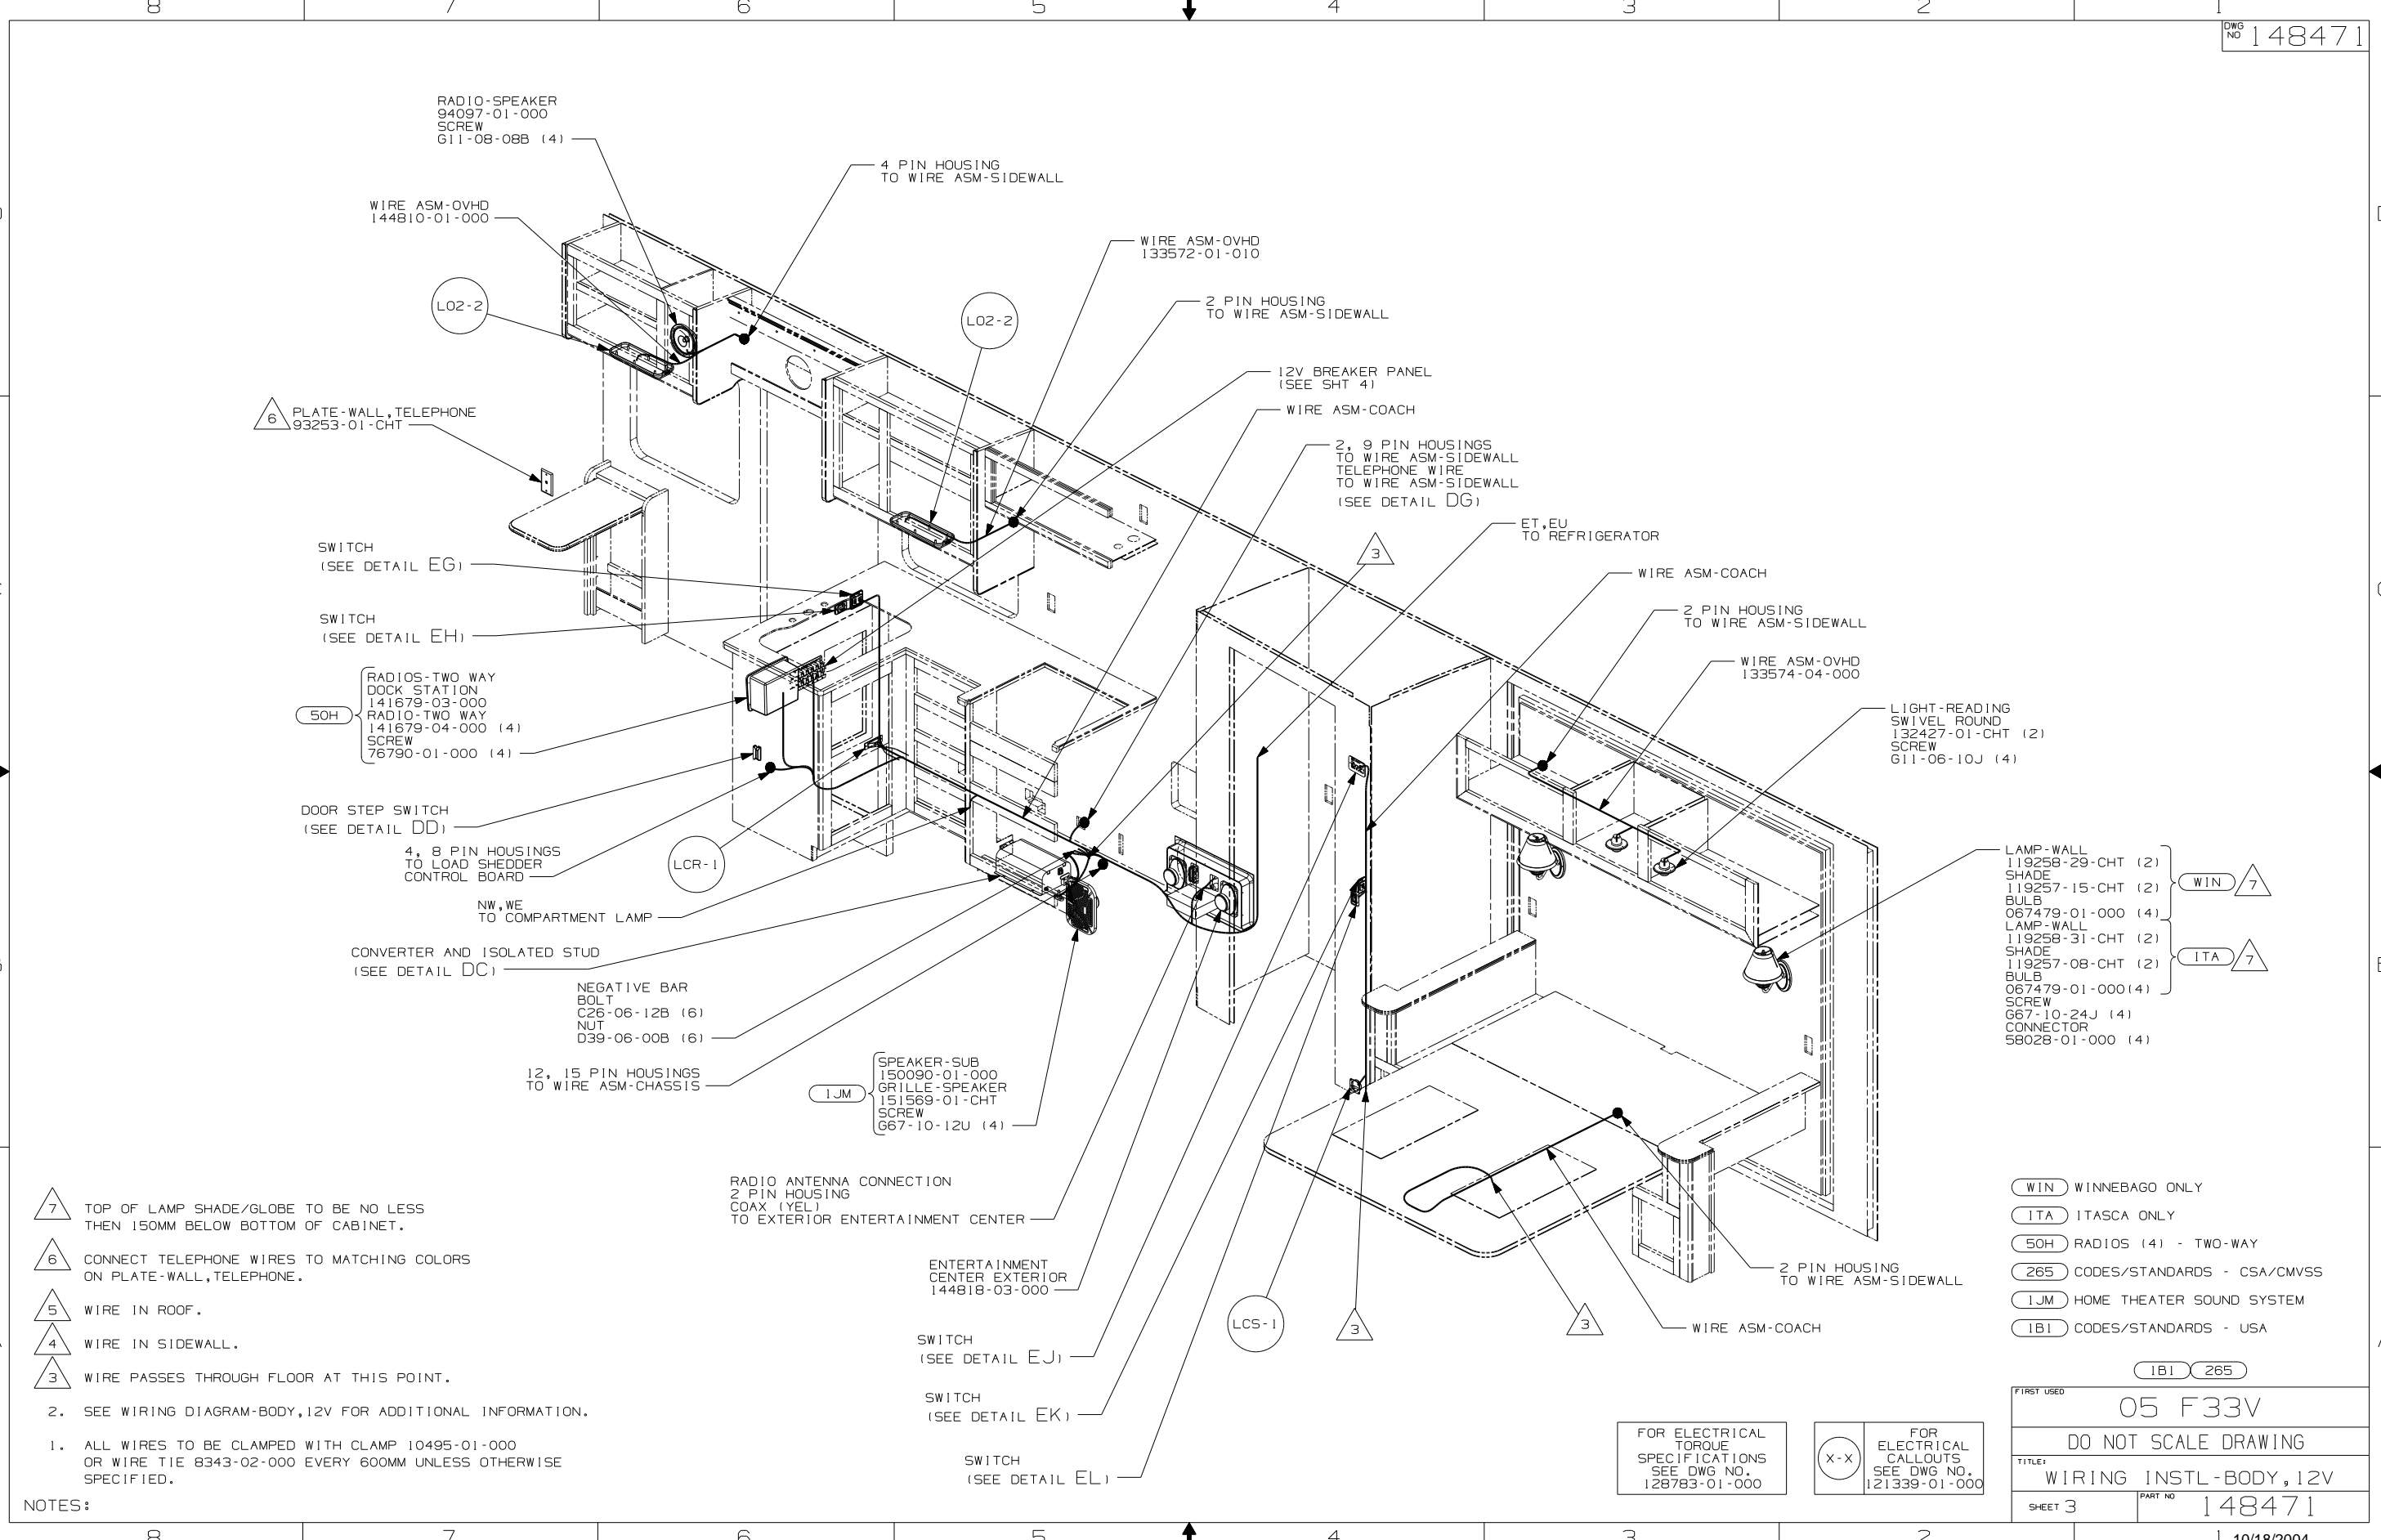 8 7 6 5 4 3 2 1
DWG NO 148471
RADIO-SPEAKER
94097-01-000
SCREW
G11-08-08B (4)
4 PIN HOUSING
TO WIRE ASM-SIDEWALL
WIRE ASM-OVHD
144810-01-000
WIRE ASM-OVHD
133572-01-010
L02-2
L02-2
2 PIN HOUSING
TO WIRE ASM-SIDEWALL
12V BREAKER PANEL
(SEE SHT 4)
WIRE ASM-COACH
6
PLATE-WALL,TELEPHONE
93253-01-CHT
2, 9 PIN HOUSINGS
TO WIRE ASM-SIDEWALL
TELEPHONE WIRE
TO WIRE ASM-SIDEWALL
(SEE DETAIL DG)
ET,EU
TO REFRIGERATOR
3
SWITCH
(SEE DETAIL EG)
WIRE ASM-COACH
2 PIN HOUSING
TO WIRE ASM-SIDEWALL
SWITCH
(SEE DETAIL EH)
WIRE ASM-OVHD
133574-04-000
50H
RADIOS-TWO WAY
DOCK STATION
141679-03-000
RADIO-TWO WAY
141679-04-000 (4)
SCREW
76790-01-000 (4)
LIGHT-READING
SWIVEL ROUND
132427-01-CHT (2)
SCREW
G11-06-10J (4)
DOOR STEP SWITCH
(SEE DETAIL DD)
4, 8 PIN HOUSINGS
TO LOAD SHEDDER
CONTROL BOARD
LCR-1
NW,WE
TO COMPARTMENT LAMP
CONVERTER AND ISOLATED STUD
(SEE DETAIL DC)
LAMP-WALL
119258-29-CHT (2)
SHADE
119257-15-CHT (2)
BULB
067479-01-000 (4)
WIN 7
LAMP-WALL
119258-31-CHT (2)
SHADE
119257-08-CHT (2)
BULB
067479-01-000(4)
ITA 7
SCREW
G67-10-24J (4)
CONNECTOR
58028-01-000 (4)
NEGATIVE BAR
BOLT
C26-06-12B (6)
NUT
D39-06-00B (6)
12, 15 PIN HOUSINGS
TO WIRE ASM-CHASSIS
1JM
SPEAKER-SUB
150090-01-000
GRILLE-SPEAKER
151569-01-CHT
SCREW
G67-10-12U (4)
RADIO ANTENNA CONNECTION
2 PIN HOUSING
COAX (YEL)
TO EXTERIOR ENTERTAINMENT CENTER
ENTERTAINMENT
CENTER EXTERIOR
144818-03-000
SWITCH
(SEE DETAIL EJ)
SWITCH
(SEE DETAIL EK)
SWITCH
(SEE DETAIL EL)
LCS-1
3
3
WIRE ASM-COACH
2 PIN HOUSING
TO WIRE ASM-SIDEWALL
7 TOP OF LAMP SHADE/GLOBE TO BE NO LESS
THEN 150MM BELOW BOTTOM OF CABINET.
6 CONNECT TELEPHONE WIRES TO MATCHING COLORS
ON PLATE-WALL,TELEPHONE.
5 WIRE IN ROOF.
4 WIRE IN SIDEWALL.
3 WIRE PASSES THROUGH FLOOR AT THIS POINT.
2. SEE WIRING DIAGRAM-BODY,12V FOR ADDITIONAL INFORMATION.
1. ALL WIRES TO BE CLAMPED WITH CLAMP 10495-01-000
OR WIRE TIE 8343-02-000 EVERY 600MM UNLESS OTHERWISE
SPECIFIED.
NOTES:
WIN WINNEBAGO ONLY
ITA ITASCA ONLY
50H RADIOS (4) - TWO-WAY
265 CODES/STANDARDS - CSA/CMVSS
1JM HOME THEATER SOUND SYSTEM
1B1 CODES/STANDARDS - USA
1B1 265
FOR ELECTRICAL
TORQUE
SPECIFICATIONS
SEE DWG NO.
128783-01-000
X-X
FOR
ELECTRICAL
CALLOUTS
SEE DWG NO.
121339-01-000
FIRST USED
05 F33V
DO NOT SCALE DRAWING
TITLE:
WIRING INSTL-BODY,12V
SHEET 3
PART NO 148471
8 7 6 5 4 3 2 1
10/18/2004